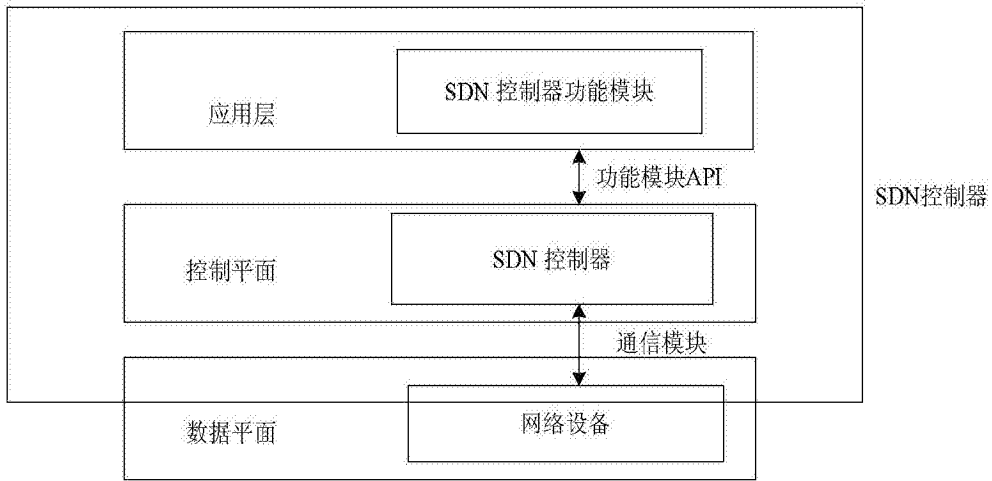 SDN 控制器功能模块
应用层
功能模块API
SDN控制器
SDN 控制器
控制平面
通信模块
网络设备
数据平面